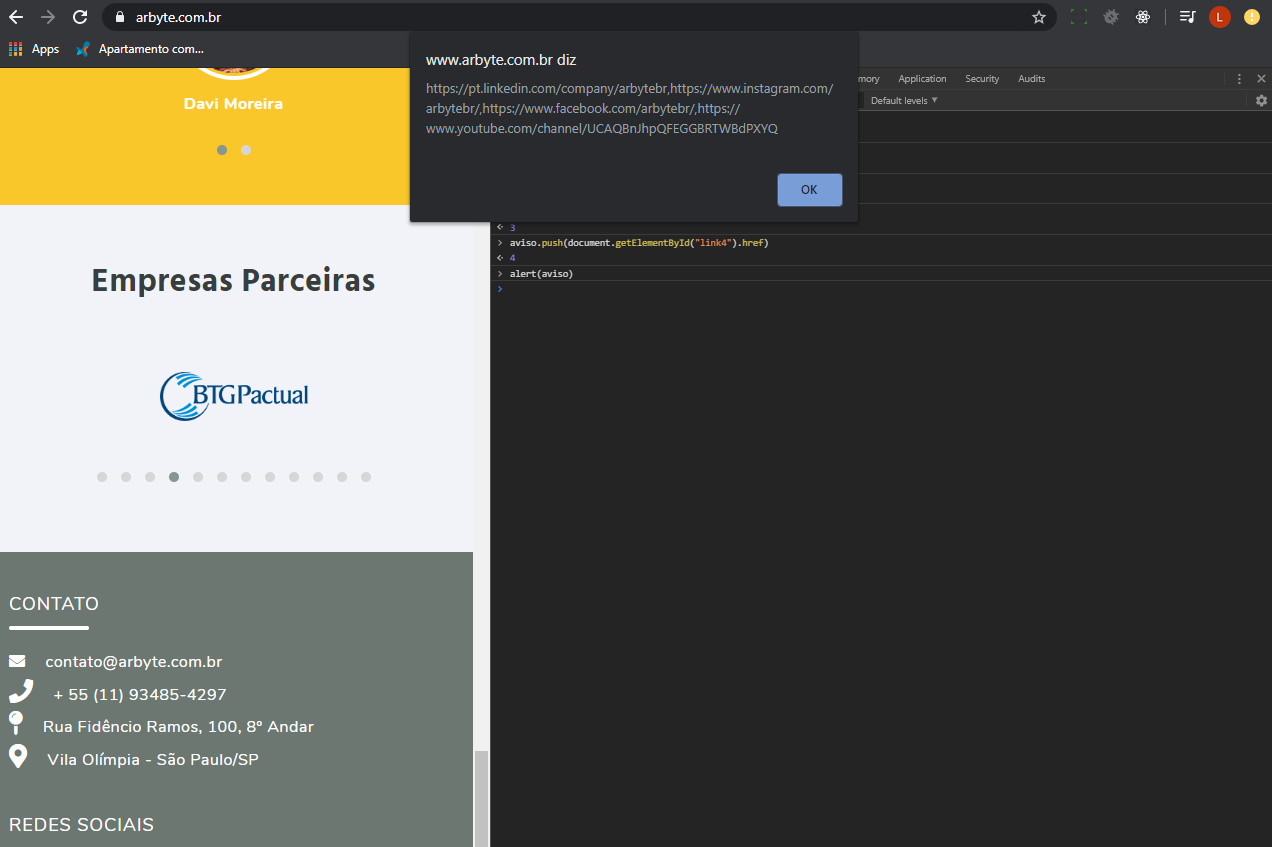 arbyte.com.br
L
Apps
Apartamento com...
www.arbyte.com.br diz
https://pt.linkedin.com/company/arbytebr,https://www.instagram.com/
arbytebr/,https://www.facebook.com/arbytebr/,https://
www.youtube.com/channel/UCAQBnJhpQFEGGBRTWBdPXYQ
OK
mory
Application
Security
Audits
Default levels
3
aviso.push(document.getElementById("link4").href)
4
alert(aviso)
Davi Moreira
Empresas Parceiras
BTGPactual
CONTATO
contato@arbyte.com.br
+ 55 (11) 93485-4297
Rua Fidêncio Ramos, 100, 8º Andar
Vila Olímpia - São Paulo/SP
REDES SOCIAIS